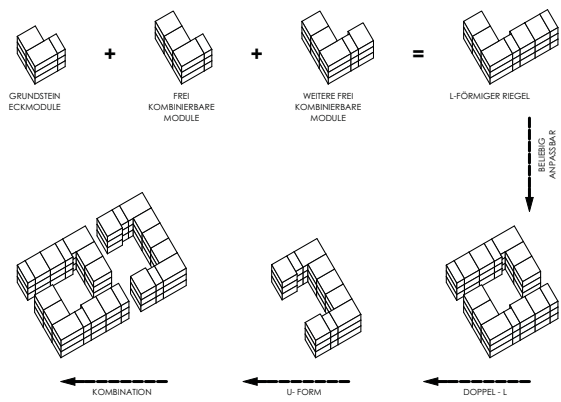 +
+
=
GRUNDSTEIN
ECKMODULE
FREI
KOMBINIERBARE
MODULE
WEITERE FREI
KOMBINIERBARE
MODULE
L-FÖRMIGER RIEGEL
BELIEBIG
ANPASSBAR
KOMBINATION
U- FORM
DOPPEL - L